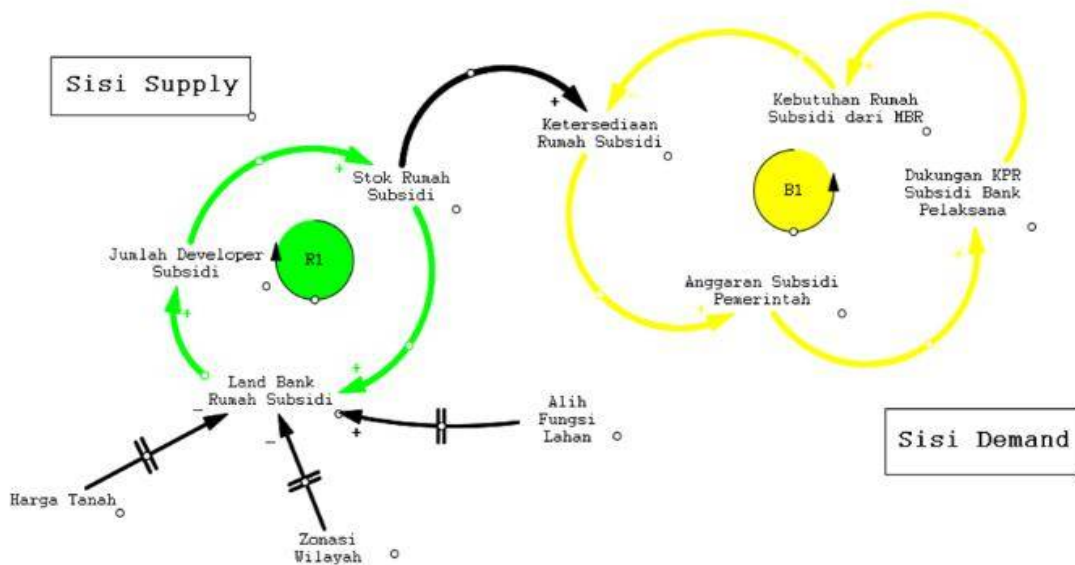 Sisi Supply
Kebutuhan Rumah
Subsidi dari MBR
Ketersediaan
Rumah Subsidi
+
-
+
Stok Rumah
Subsidi
+
B1
Dukungan KPR
Subsidi Bank
Pelaksana
Jumlah Developer
Subsidi
R1
+
+
Anggaran Subsidi
Pemerintah
+
Land Bank
Rumah Subsidi
+
-
-
+
Alih
Fungsi
Lahan
Sisi Demand
Harga Tanah
Zonasi
Wilayah